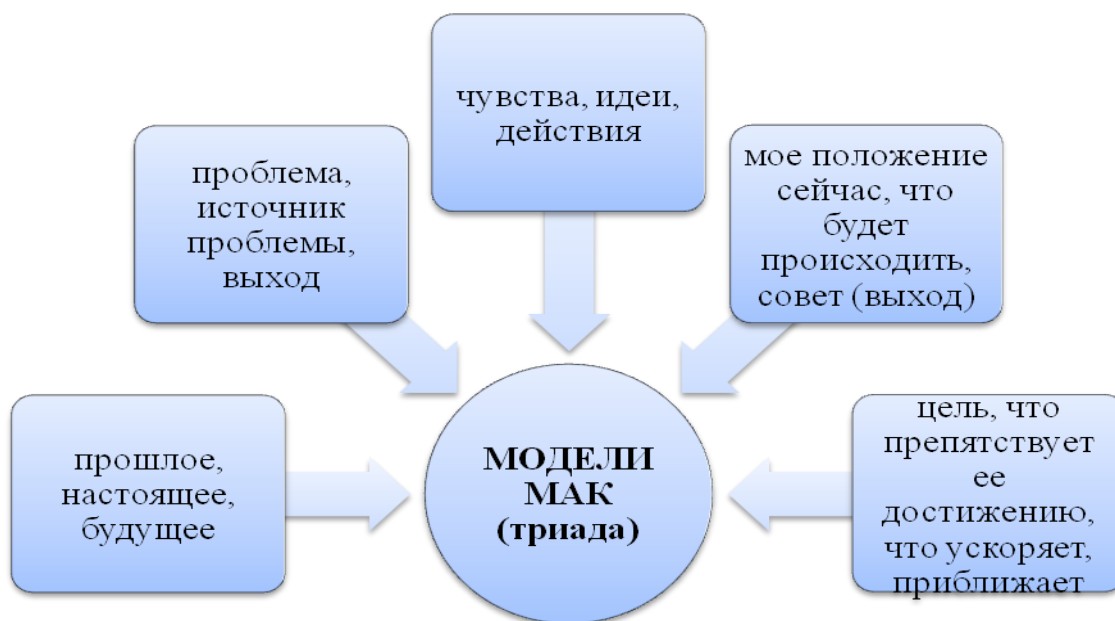 чувства, идеи,
действия
проблема,
источник
проблемы,
выход
мое положение
сейчас, что
будет
происходить,
совет (выход)
прошлое,
настоящее,
будущее
МОДЕЛИ
МАК
(триада)
цель, что
препятствует
ее
достижению,
что ускоряет,
приближает